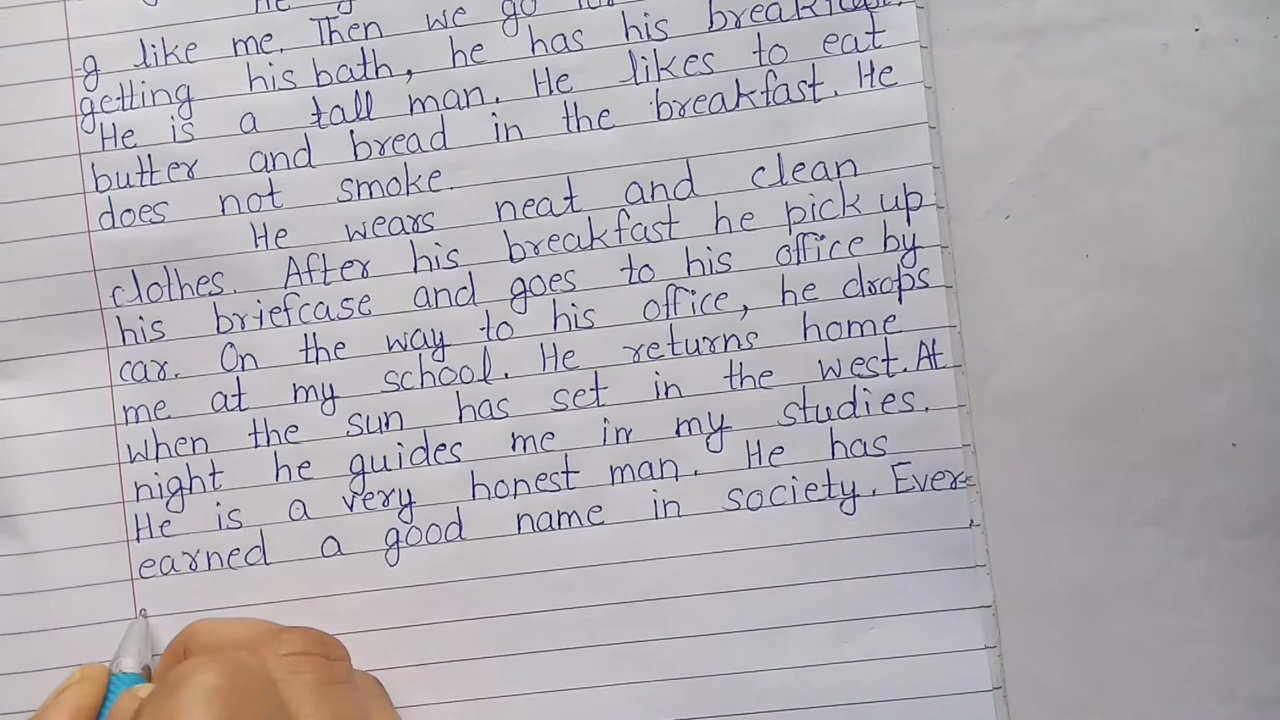 He g
g like me. Then we go
getting his bath, he has his breakfast.
He is a tall man. He likes to eat
butter and bread in the breakfast. He
does not smoke.
He wears neat and clean
clothes. After his breakfast he pick up
his briefcase and goes to his office by
car. On the way to his office, he drops
me at my school. He returns home
when the sun has set in the west. At
night he guides me in my studies.
He is a very honest man. He has
earned a good name in society. Ever-